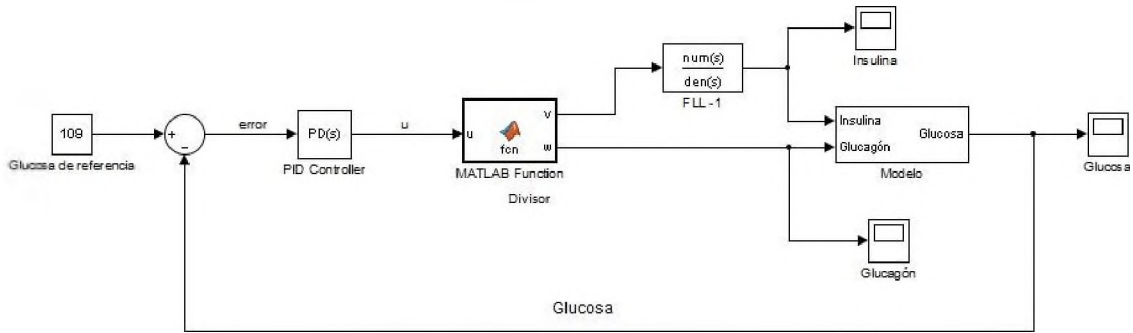 Insulina
num(s)
den(s)
FLL -1
109
Glucosa de referencia
+
−
error
PD(s)
PID Controller
u
u
fcn
v
w
MATLAB Function
Divisor
Insulina
Glucagón
Glucosa
Modelo
Glucosa
Glucagón
Glucosa